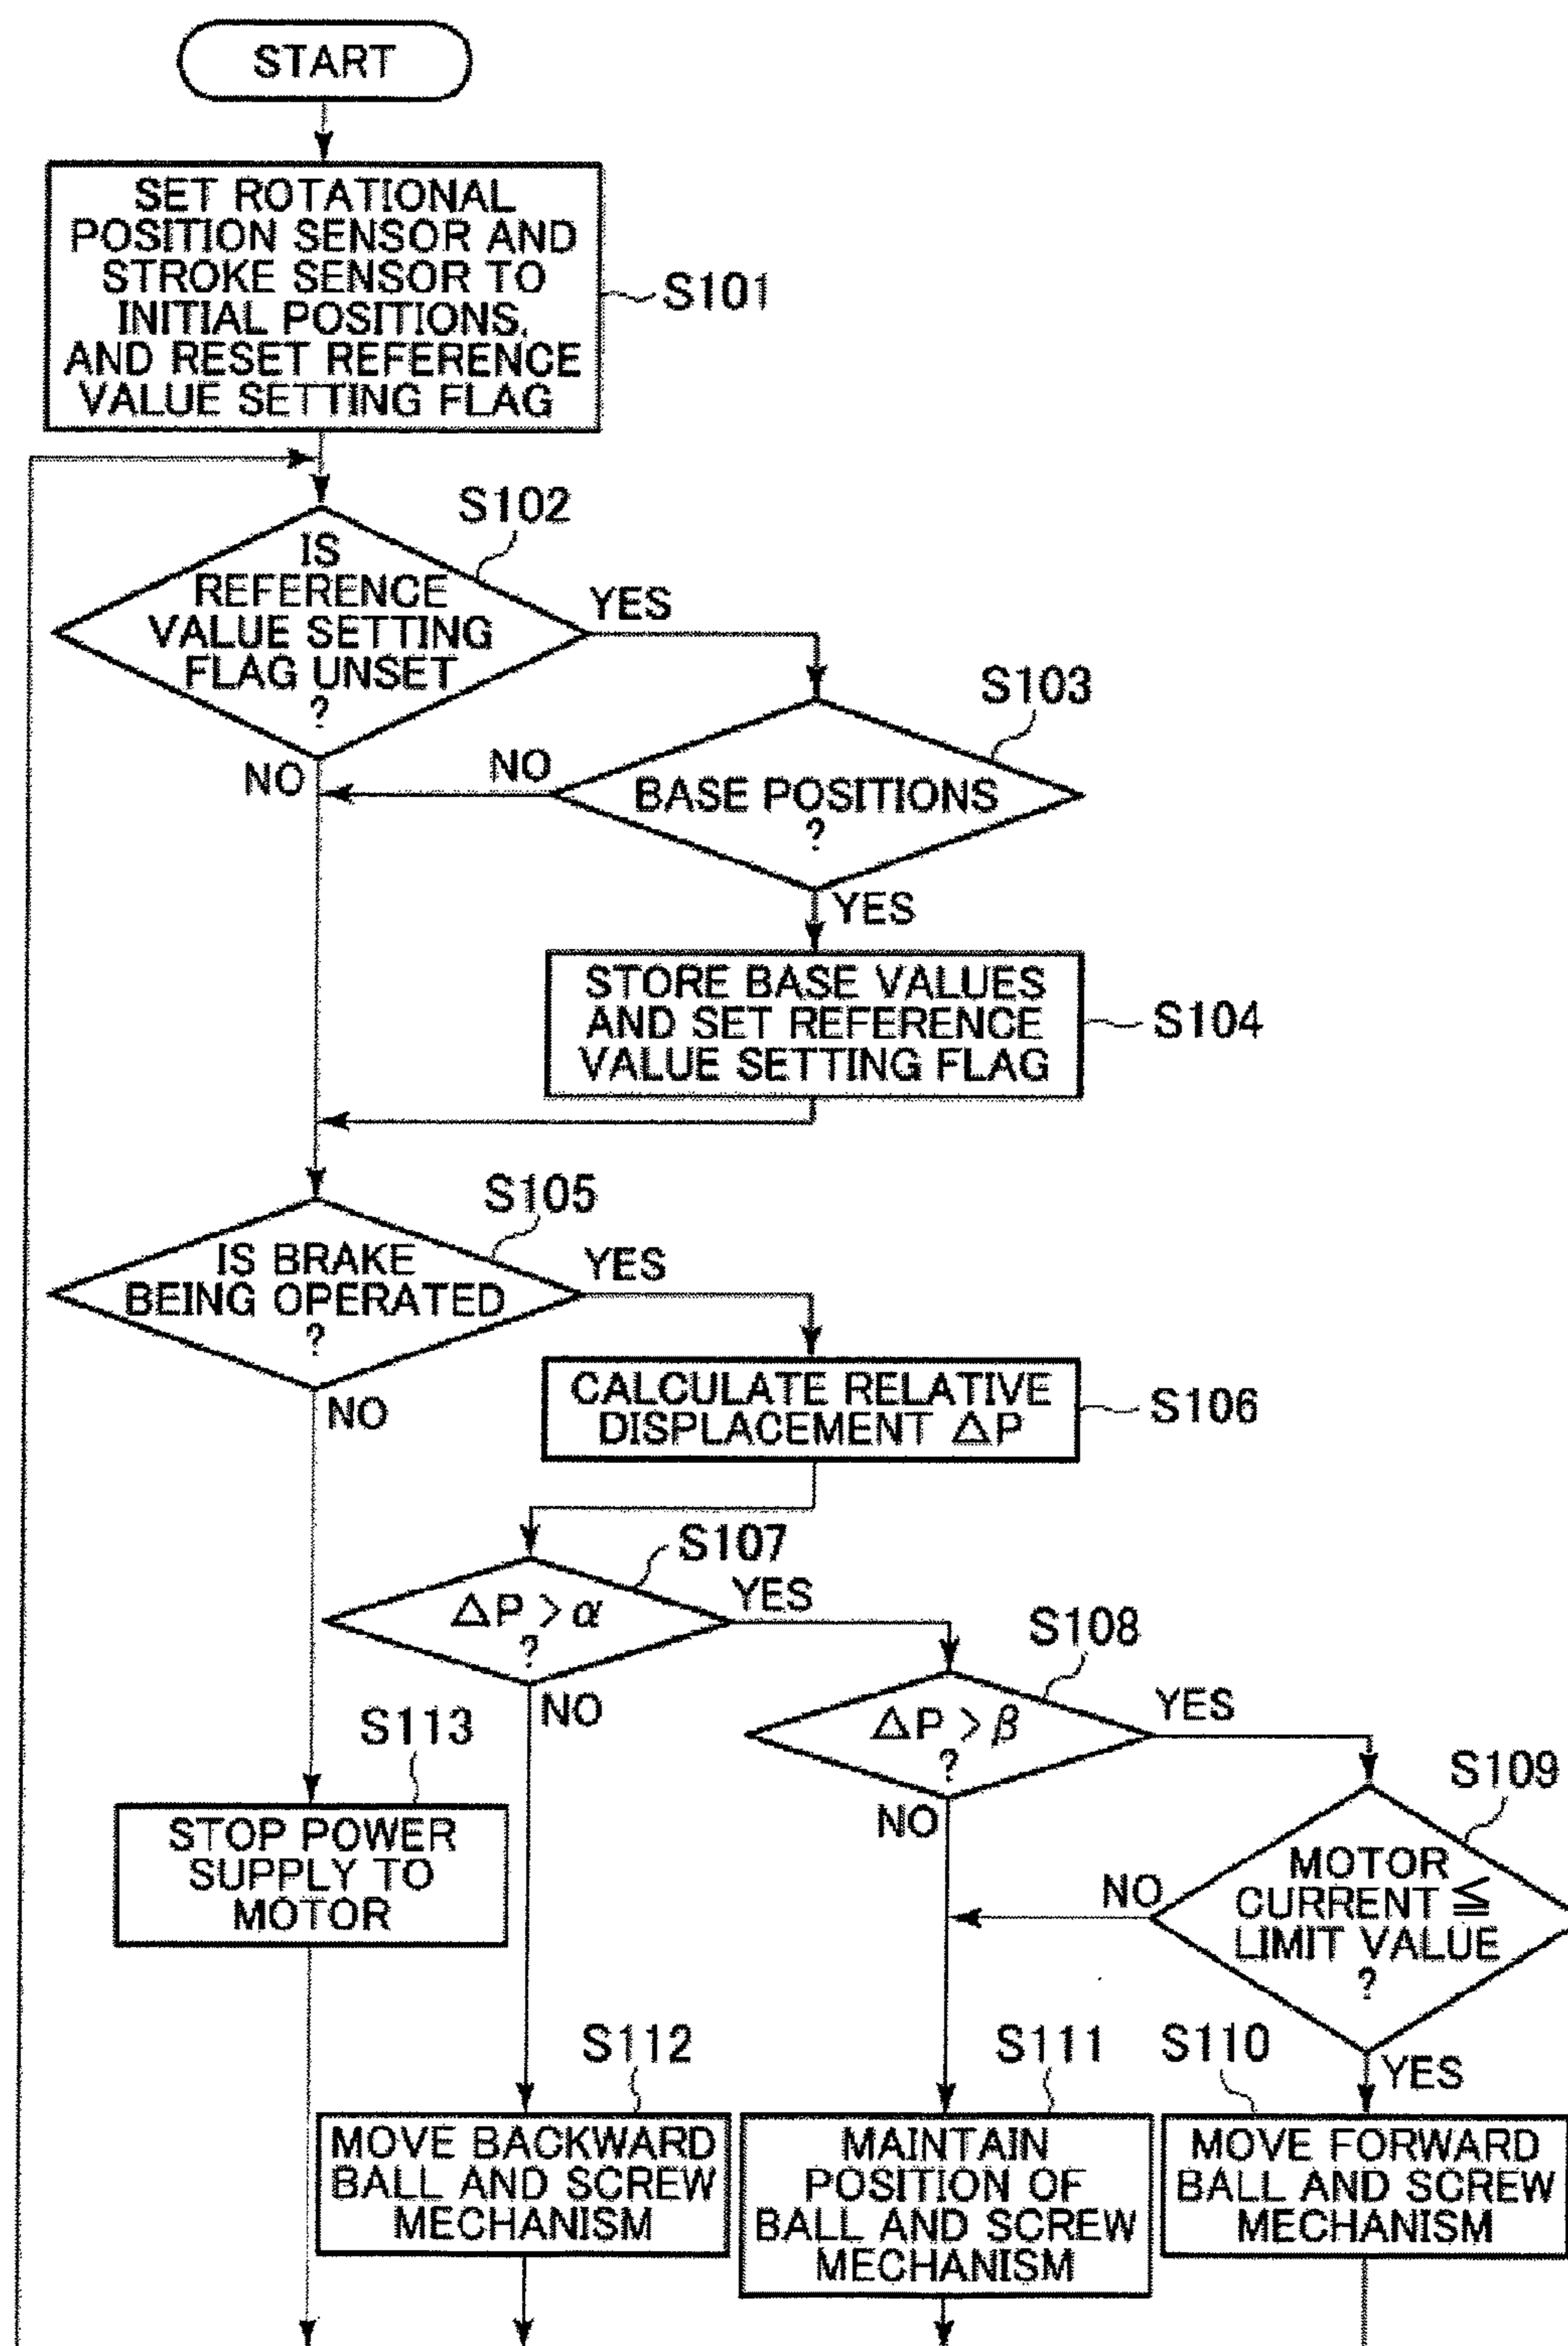 START
SET ROTATIONAL
POSITION SENSOR AND
STROKE SENSOR TO
INITIAL POSITIONS,
AND RESET REFERENCE
VALUE SETTING FLAG
S101
S102
IS
REFERENCE
VALUE SETTING
FLAG UNSET
?
YES
NO
S103
BASE POSITIONS
?
NO
YES
STORE BASE VALUES
AND SET REFERENCE
VALUE SETTING FLAG
S104
S105
IS BRAKE
BEING OPERATED
?
YES
NO
CALCULATE RELATIVE
DISPLACEMENT △P
S106
S107
△P > α
?
YES
NO
S108
△P > β
?
YES
NO
S109
MOTOR
CURRENT ≦
LIMIT VALUE
?
NO
YES
S113
STOP POWER
SUPPLY TO
MOTOR
S112
MOVE BACKWARD
BALL AND SCREW
MECHANISM
S111
MAINTAIN
POSITION OF
BALL AND SCREW
MECHANISM
S110
MOVE FORWARD
BALL AND SCREW
MECHANISM